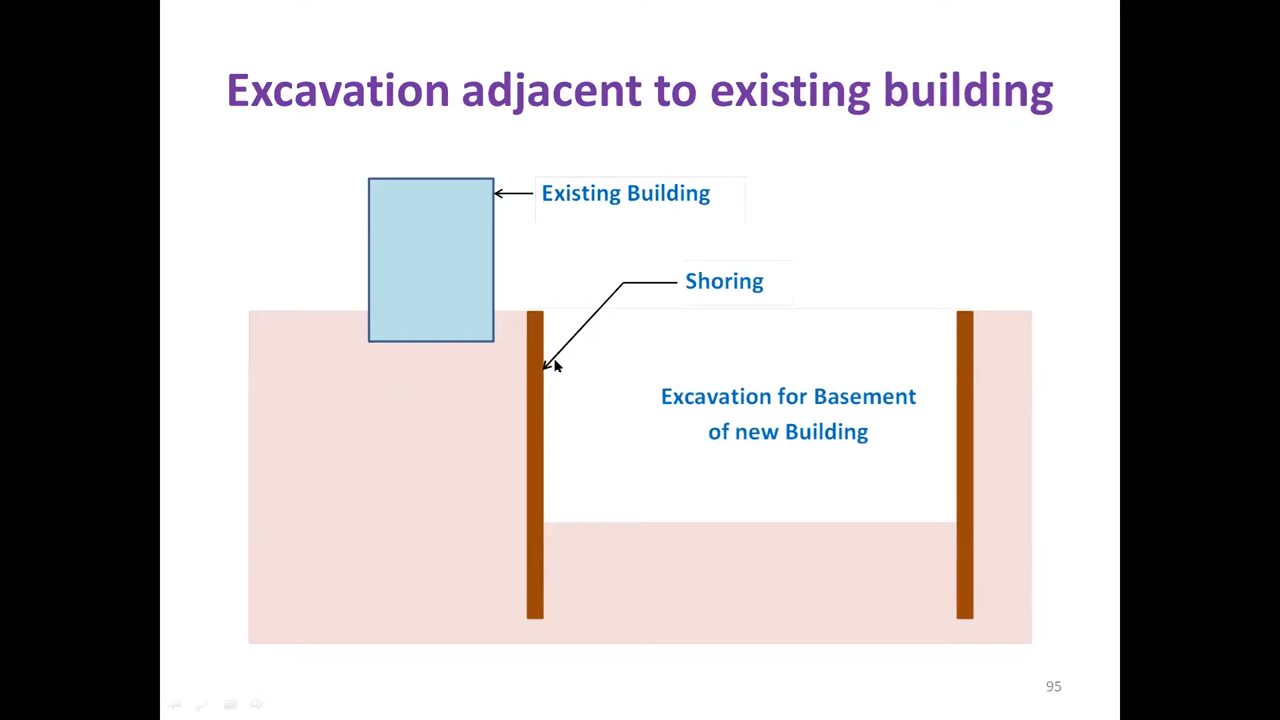 Excavation adjacent to existing building
Existing Building
Shoring
Excavation for Basement
of new Building
95